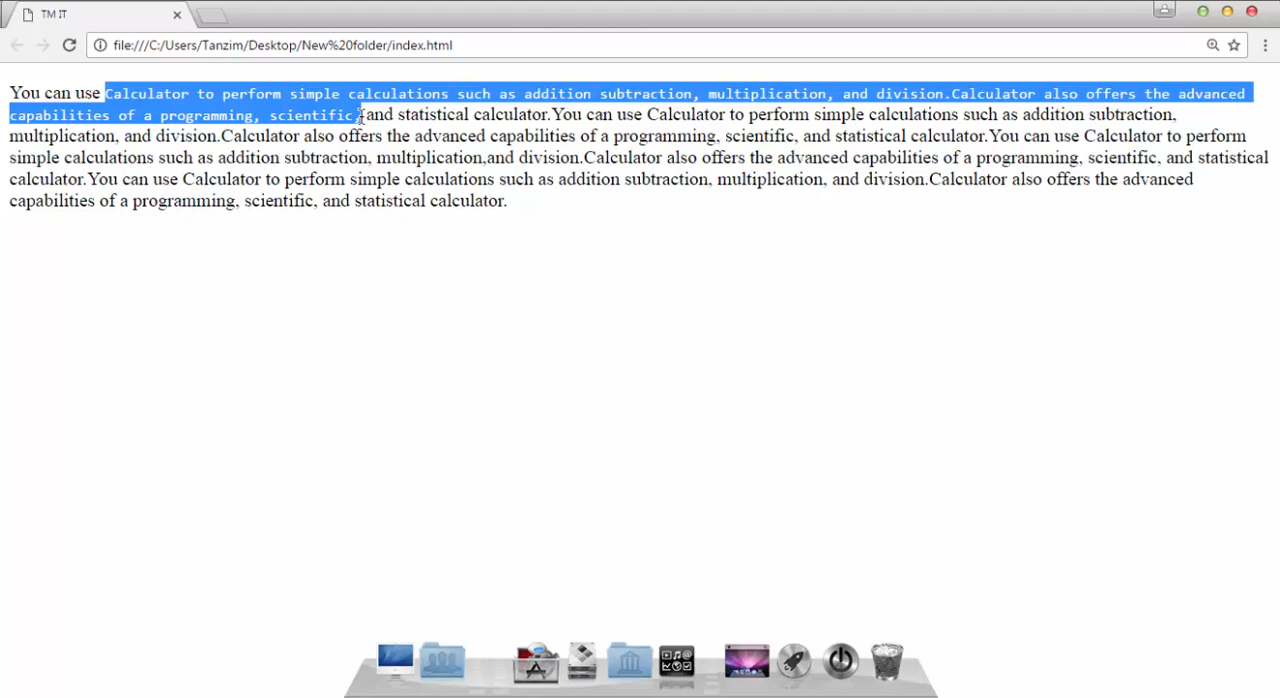 TM IT
file:///C:/Users/Tanzim/Desktop/New%20folder/index.html
You can use Calculator to perform simple calculations such as addition subtraction, multiplication, and division.Calculator also offers the advanced
capabilities of a programming, scientific, and statistical calculator.You can use Calculator to perform simple calculations such as addition subtraction,
multiplication, and division.Calculator also offers the advanced capabilities of a programming, scientific, and statistical calculator.You can use Calculator to perform
simple calculations such as addition subtraction, multiplication,and division.Calculator also offers the advanced capabilities of a programming, scientific, and statistical
calculator.You can use Calculator to perform simple calculations such as addition subtraction, multiplication, and division.Calculator also offers the advanced
capabilities of a programming, scientific, and statistical calculator.